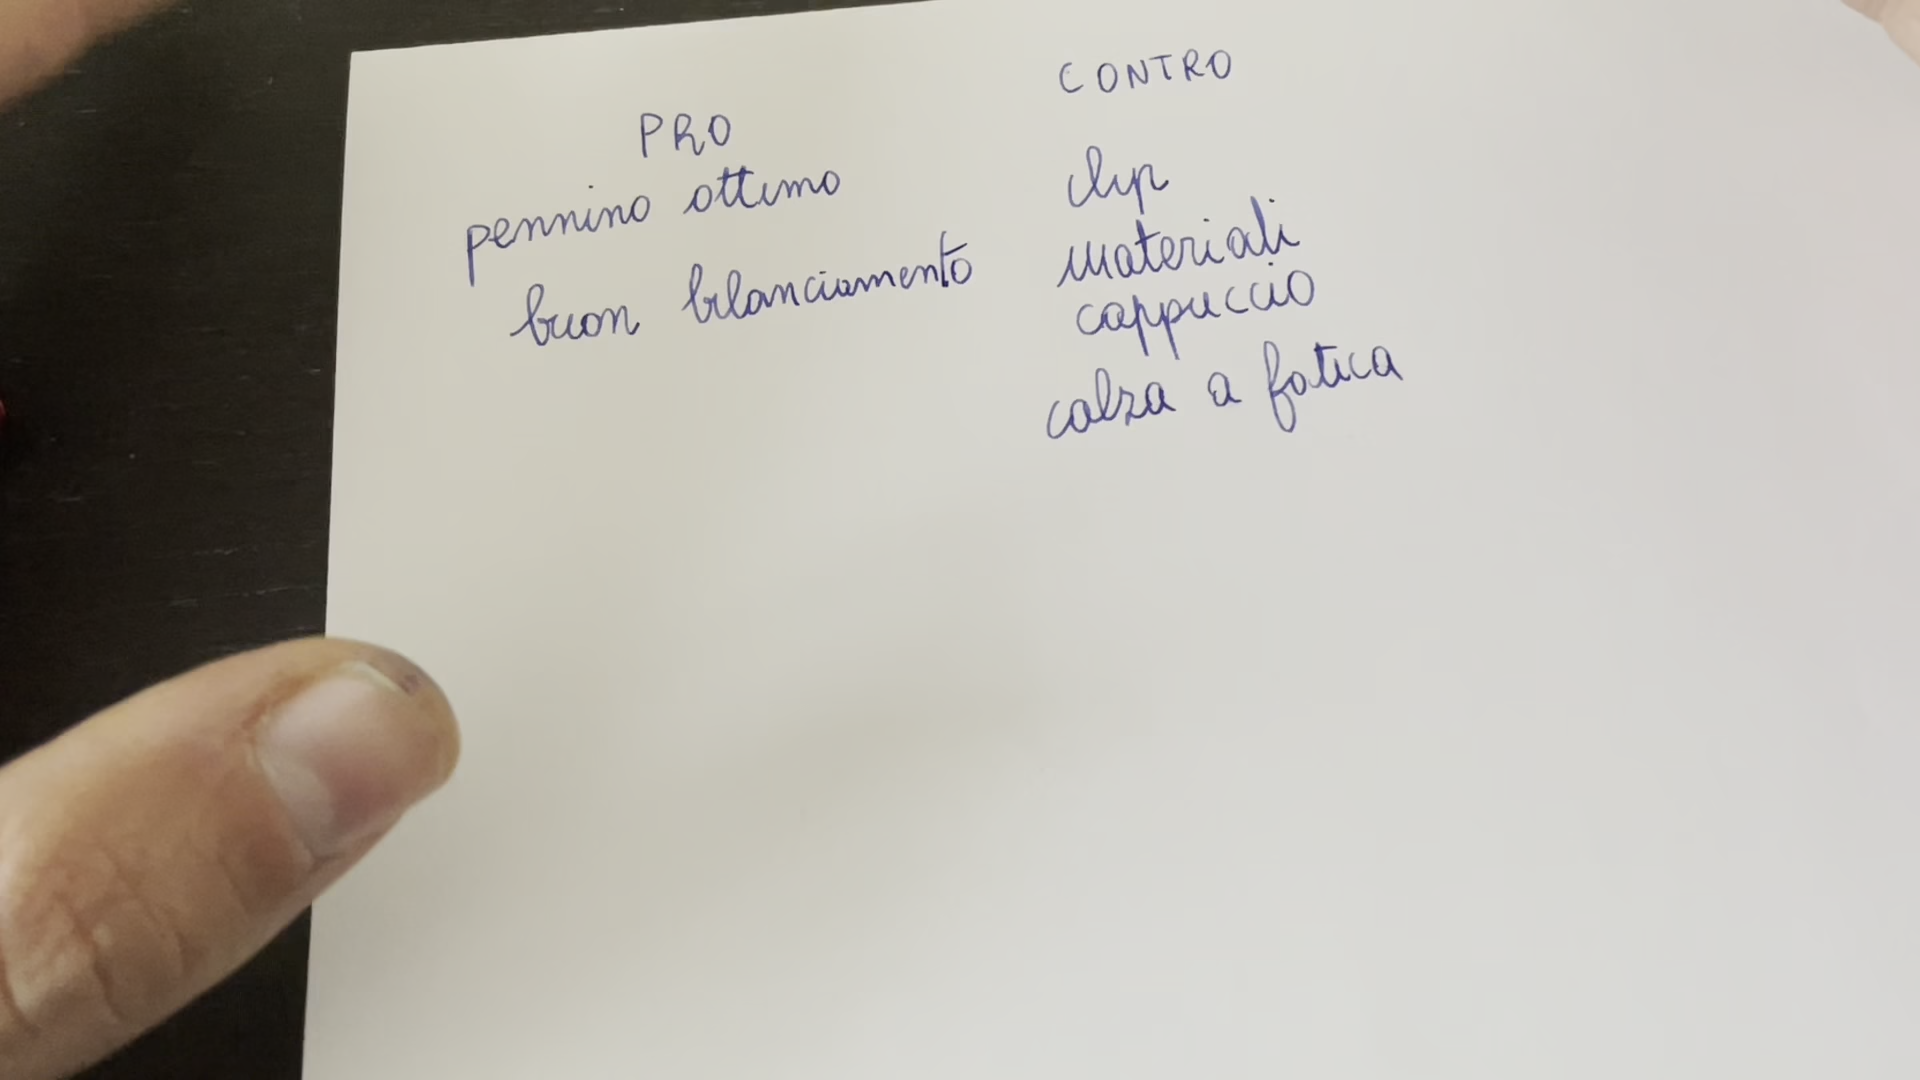 PRO
pennino ottimo
buon bilanciamento
CONTRO
clip
materiali
cappuccio
calza a fatica